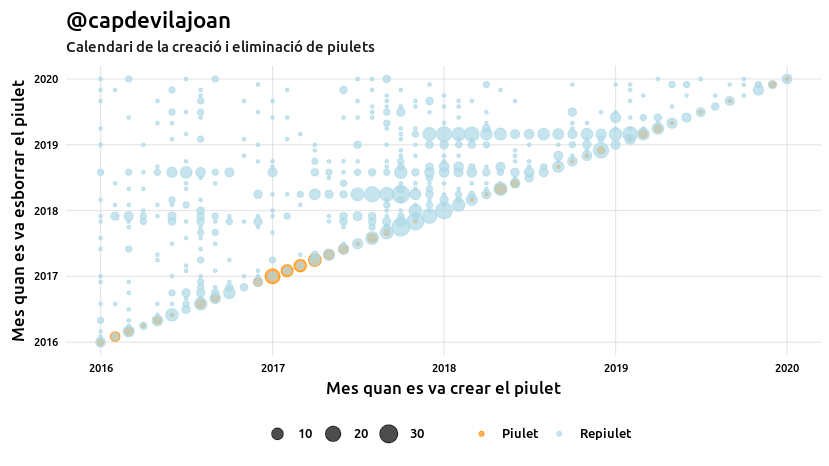 @capdevilajoan
Calendari de la creació i eliminació de piulets
Mes quan es va esborrar el piulet
2020
2019
2018
2017
2016
2016 2017 2018 2019 2020
Mes quan es va crear el piulet
10 20 30 Piulet Repiulet